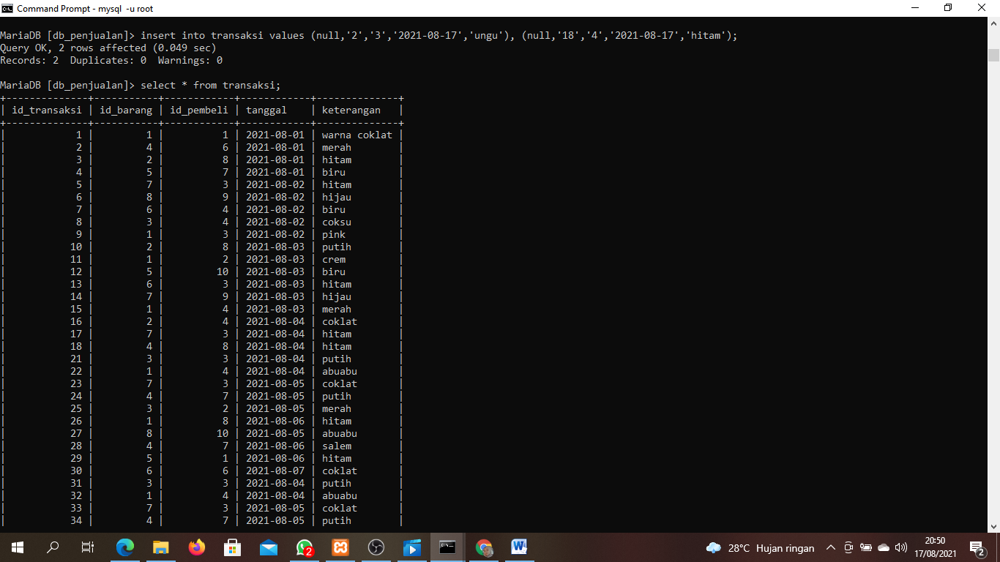 Command Prompt - mysql -u root
MariaDB [db_penjualan]> insert into transaksi values (null,'2','3','2021-08-17','ungu'), (null,'18','4','2021-08-17','hitam');
Query OK, 2 rows affected (0.049 sec)
Records: 2  Duplicates: 0  Warnings: 0
MariaDB [db_penjualan]> select * from transaksi;
+--------------+-----------+------------+------------+--------------+
| id_transaksi | id_barang | id_pembeli | tanggal    | keterangan   |
+--------------+-----------+------------+------------+--------------+
|            1 |         1 |          1 | 2021-08-01 | warna coklat |
|            2 |         4 |          6 | 2021-08-01 | merah        |
|            3 |         2 |          8 | 2021-08-01 | hitam        |
|            4 |         5 |          7 | 2021-08-01 | biru         |
|            5 |         7 |          3 | 2021-08-02 | hitam        |
|            6 |         8 |          9 | 2021-08-02 | hijau        |
|            7 |         6 |          4 | 2021-08-02 | biru         |
|            8 |         3 |          4 | 2021-08-02 | coksu        |
|            9 |         1 |          3 | 2021-08-02 | pink         |
|           10 |         2 |          8 | 2021-08-03 | putih        |
|           11 |         1 |          2 | 2021-08-03 | crem         |
|           12 |         5 |         10 | 2021-08-03 | biru         |
|           13 |         6 |          3 | 2021-08-03 | hitam        |
|           14 |         7 |          9 | 2021-08-03 | hijau        |
|           15 |         1 |          4 | 2021-08-03 | merah        |
|           16 |         2 |          4 | 2021-08-04 | coklat       |
|           17 |         7 |          3 | 2021-08-04 | hitam        |
|           18 |         4 |          8 | 2021-08-04 | hitam        |
|           21 |         3 |          3 | 2021-08-04 | putih        |
|           22 |         1 |          4 | 2021-08-04 | abuabu       |
|           23 |         7 |          3 | 2021-08-05 | coklat       |
|           24 |         4 |          7 | 2021-08-05 | putih        |
|           25 |         3 |          2 | 2021-08-05 | merah        |
|           26 |         1 |          8 | 2021-08-06 | hitam        |
|           27 |         8 |         10 | 2021-08-05 | abuabu       |
|           28 |         4 |          7 | 2021-08-06 | salem        |
|           29 |         5 |          1 | 2021-08-06 | hitam        |
|           30 |         6 |          6 | 2021-08-07 | coklat       |
|           31 |         3 |          3 | 2021-08-04 | putih        |
|           32 |         1 |          4 | 2021-08-04 | abuabu       |
|           33 |         7 |          3 | 2021-08-05 | coklat       |
|           34 |         4 |          7 | 2021-08-05 | putih        |
28°C Hujan ringan
20:50
17/08/2021
2
2